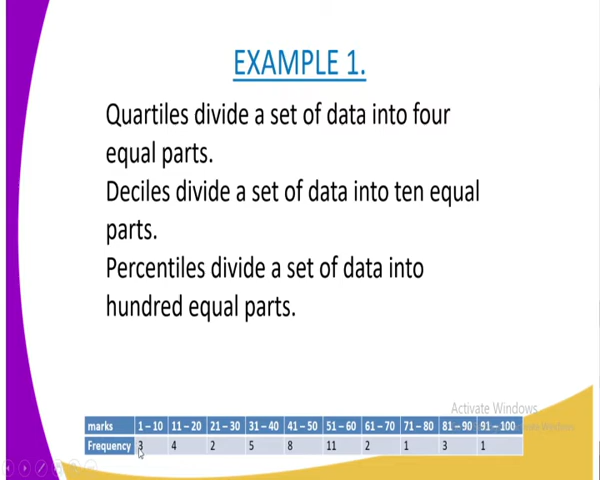 EXAMPLE 1.
Quartiles divide a set of data into four
equal parts.
Deciles divide a set of data into ten equal
parts.
Percentiles divide a set of data into
hundred equal parts.
Activate Windows
marks 1 – 10 11 – 20 21 – 30 31 – 40 41 – 50 51 – 60 61 – 70 71 – 80 81 – 90 91 – 100
Frequency 3 4 2 5 8 11 2 1 3 1